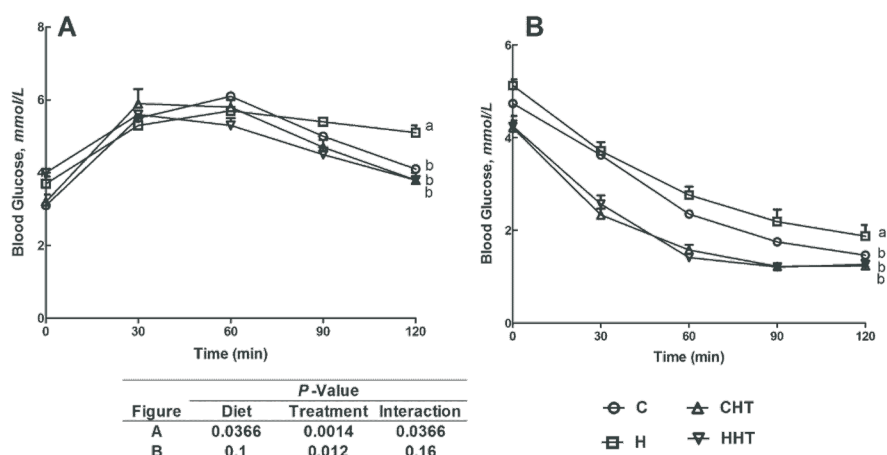 A
8
6
4
2
0
Blood Glucose, mmol/L
0 30 60 90 120
Time (min)
a
b
b
b
B
6
4
2
0
Blood Glucose, mmol/L
0 30 60 90 120
Time (min)
a
b
b
b
P-Value
Figure Diet Treatment Interaction
A 0.0366 0.0014 0.0366
B 0.1 0.012 0.16
C CHT
H HHT